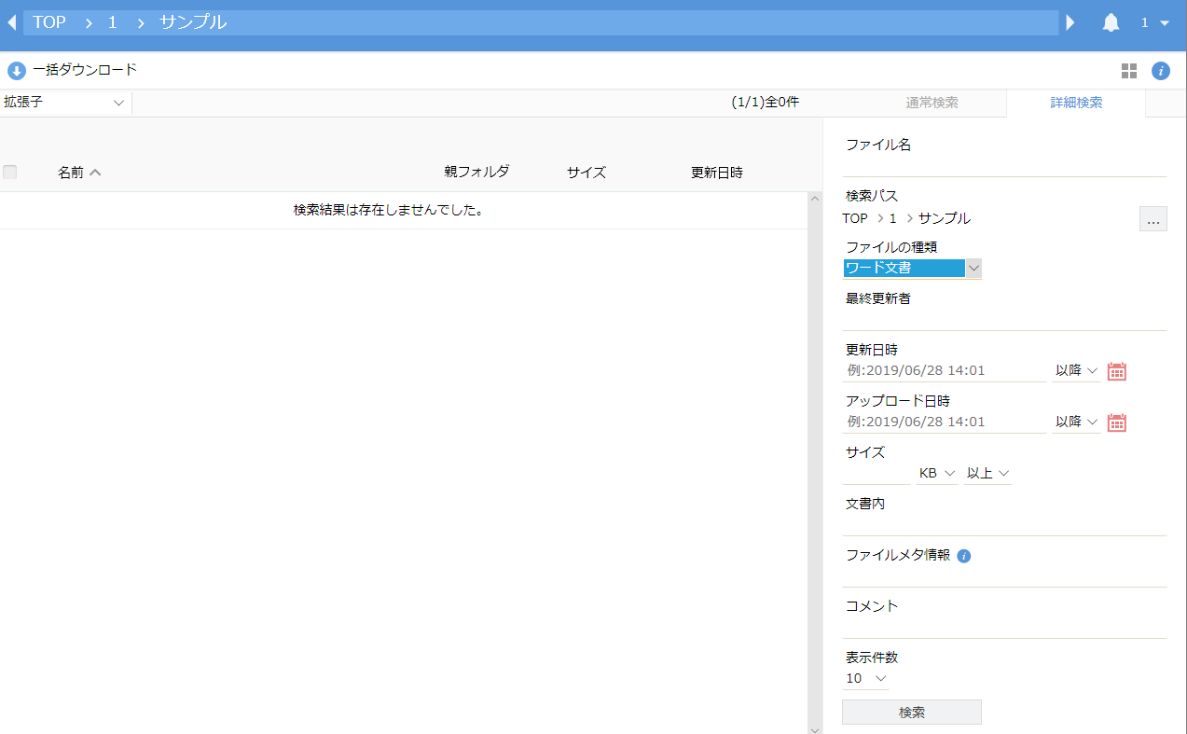 TOP > 1 > サンプル
1
一括ダウンロード
拡張子
(1/1)全0件
通常検索
詳細検索
名前
親フォルダ
サイズ
更新日時
検索結果は存在しませんでした。
ファイル名
検索パス
TOP > 1 > サンプル
...
ファイルの種類
ワード文書
最終更新者
更新日時
例:2019/06/28 14:01 以降
アップロード日時
例:2019/06/28 14:01 以降
サイズ
KB 以上
文書内
ファイルメタ情報
コメント
表示件数
10
検索